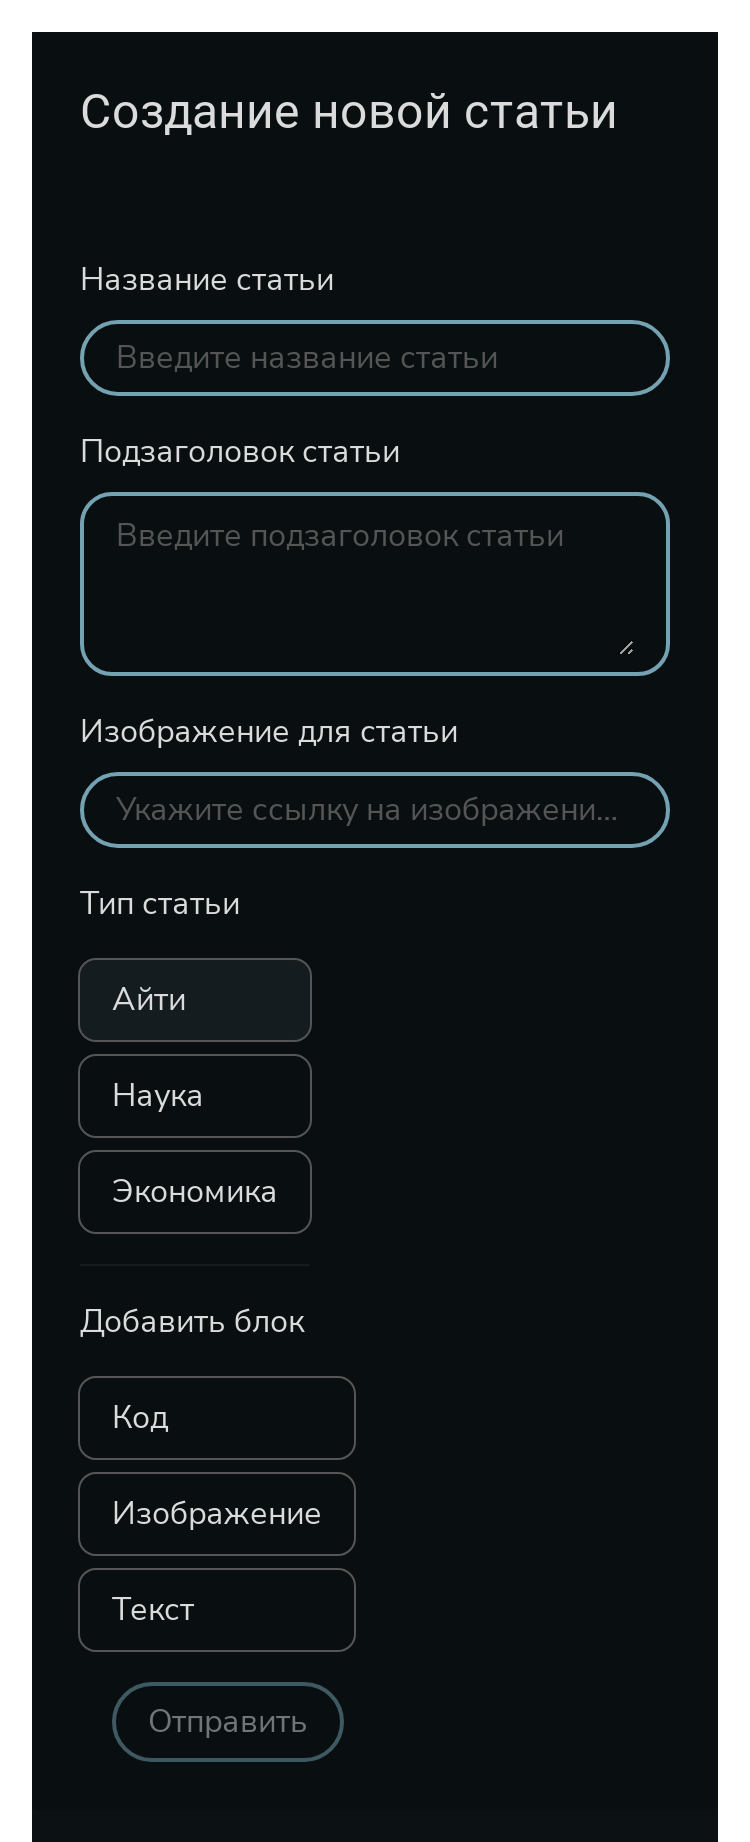 Создание новой статьи
Название статьи
Введите название статьи
Подзаголовок статьи
Введите подзаголовок статьи
Изображение для статьи
Укажите ссылку на изображени...
Тип статьи
Айти
Наука
Экономика
Добавить блок
Код
Изображение
Текст
Отправить